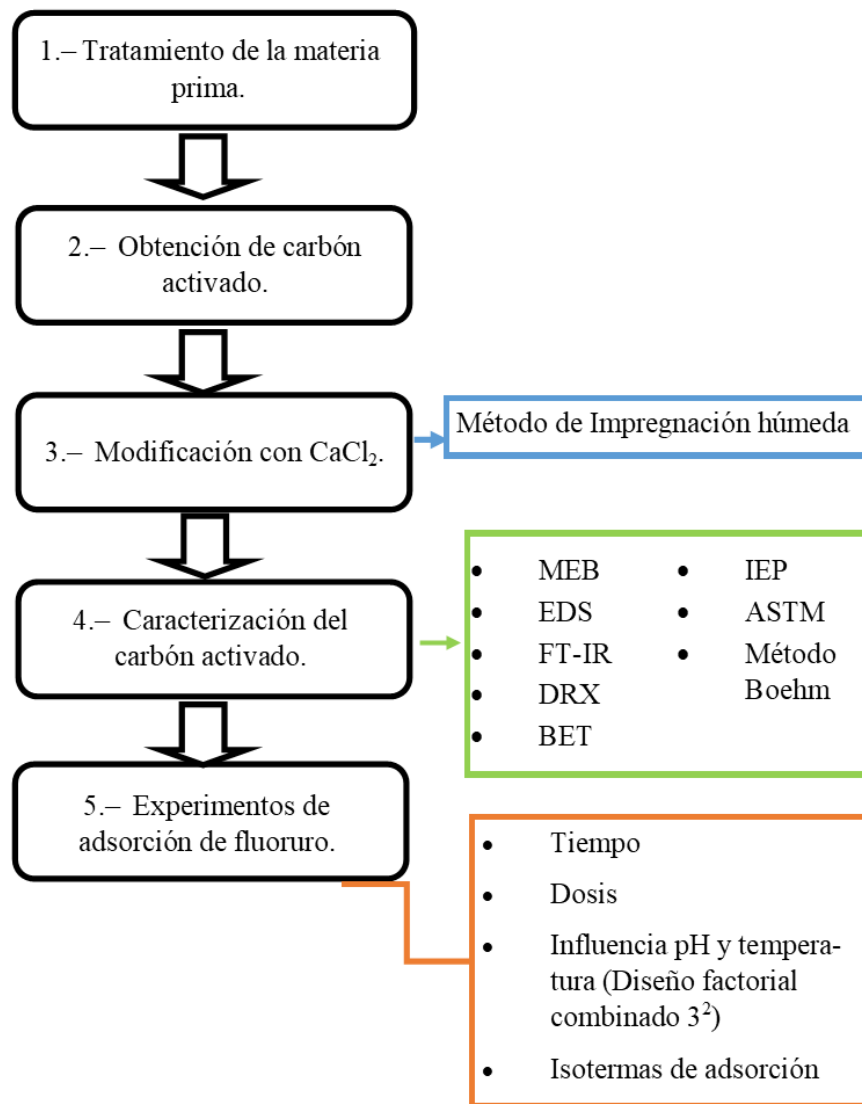 1.– Tratamiento de la materia
prima.
2.– Obtención de carbón
activado.
3.– Modificación con CaCl₂.
Método de Impregnación húmeda
4.– Caracterización del
carbón activado.
• MEB
• EDS
• FT-IR
• DRX
• BET
• IEP
• ASTM
• Método
Boehm
5.– Experimentos de
adsorción de fluoruro.
• Tiempo
• Dosis
• Influencia pH y tempera-
tura (Diseño factorial
combinado 3²)
• Isotermas de adsorción